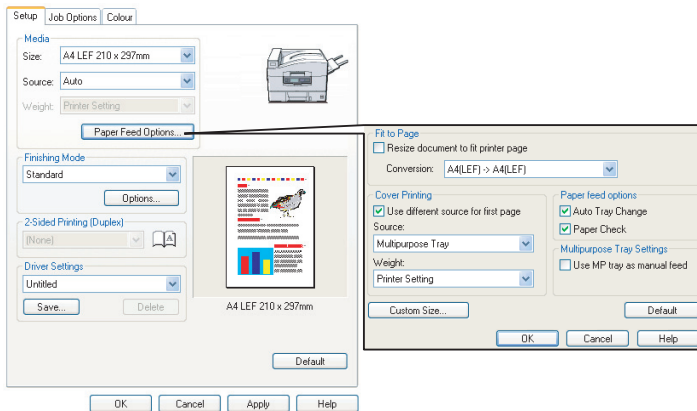 Setup
Job Options
Colour
Media
Size: A4 LEF 210 x 297mm
Source: Auto
Weight: Printer Setting
Paper Feed Options...
Finishing Mode
Standard
Options...
2-Sided Printing (Duplex)
[None]
A
Driver Settings
Untitled
Save...
Delete
A4 LEF 210 x 297mm
Default
OK
Cancel
Apply
Help
Fit to Page
Resize document to fit printer page
Conversion: A4(LEF) -> A4(LEF)
Cover Printing
Use different source for first page
Source:
Multipurpose Tray
Weight:
Printer Setting
Paper feed options
Auto Tray Change
Paper Check
Multipurpose Tray Settings
Use MP tray as manual feed
Custom Size...
Default
OK
Cancel
Help